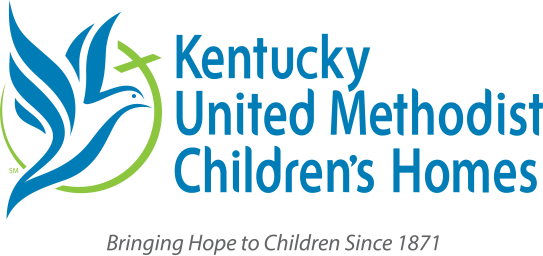 Kentucky
United Methodist
Children's Homes
SM
Bringing Hope to Children Since 1871